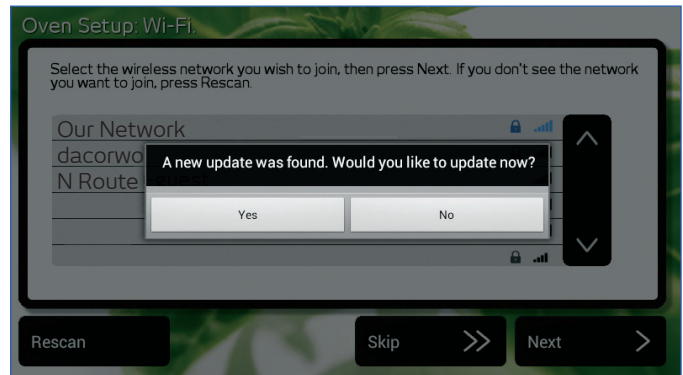 Oven Setup: Wi-Fi.
Select the wireless network you wish to join, then press Next. If you don't see the network
you want to join, press Rescan.
Our Network
dacorwo
A new update was found. Would you like to update now?
N Route
Yes
No
Rescan
Skip
Next